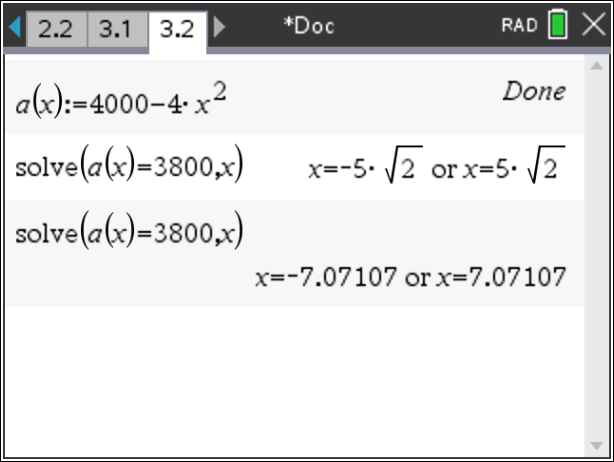 2.2 3.1 3.2 *Doc RAD
a(x):=4000−4·x² Done
solve(a(x)=3800,x) x=−5·√2 or x=5·√2
solve(a(x)=3800,x)
x=−7.07107 or x=7.07107